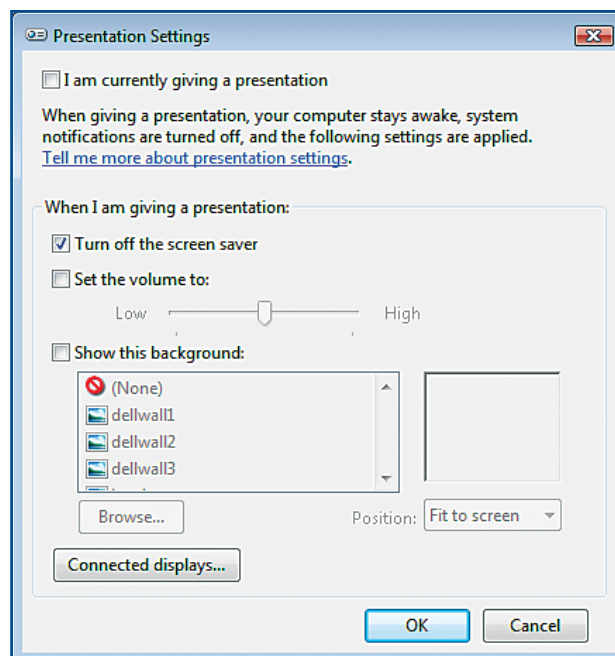 Presentation Settings
I am currently giving a presentation
When giving a presentation, your computer stays awake, system
notifications are turned off, and the following settings are applied.
Tell me more about presentation settings.
When I am giving a presentation:
Turn off the screen saver
Set the volume to:
Low High
Show this background:
(None)
dellwall1
dellwall2
dellwall3
Browse...
Position: Fit to screen
Connected displays...
OK Cancel